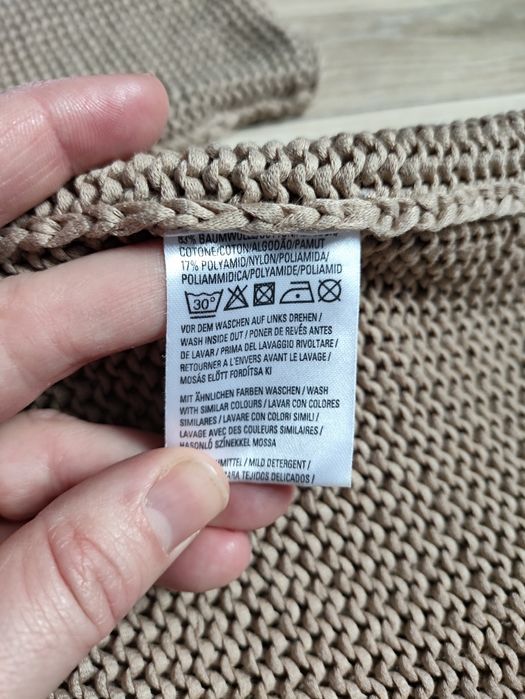 83% BAUMWOLLE/COTTON/
COTONE/COTON/ALGODÃO/PAMUT
17% POLYAMID/NYLON/POLIAMIDA/
POLIAMMIDICA/POLYAMIDE/POLIAMID
30°
VOR DEM WASCHEN AUF LINKS DREHEN /
WASH INSIDE OUT / PONER DE REVÉS ANTES
DE LAVAR / PRIMA DEL LAVAGGIO RIVOLTARE /
RETOURNER A L'ENVERS AVANT LE LAVAGE /
MOSÁS ELŐTT FORDÍTSA KI
MIT ÄHNLICHEN FARBEN WASCHEN / WASH
WITH SIMILAR COLOURS / LAVAR CON COLORES
SIMILARES / LAVARE CON COLORI SIMILI /
LAVAGE AVEC DES COULEURS SIMILAIRES /
HASONLÓ SZÍNEKKEL MOSSA
MITTEL / MILD DETERGENT /
PARA TEJIDOS DELICADOS /